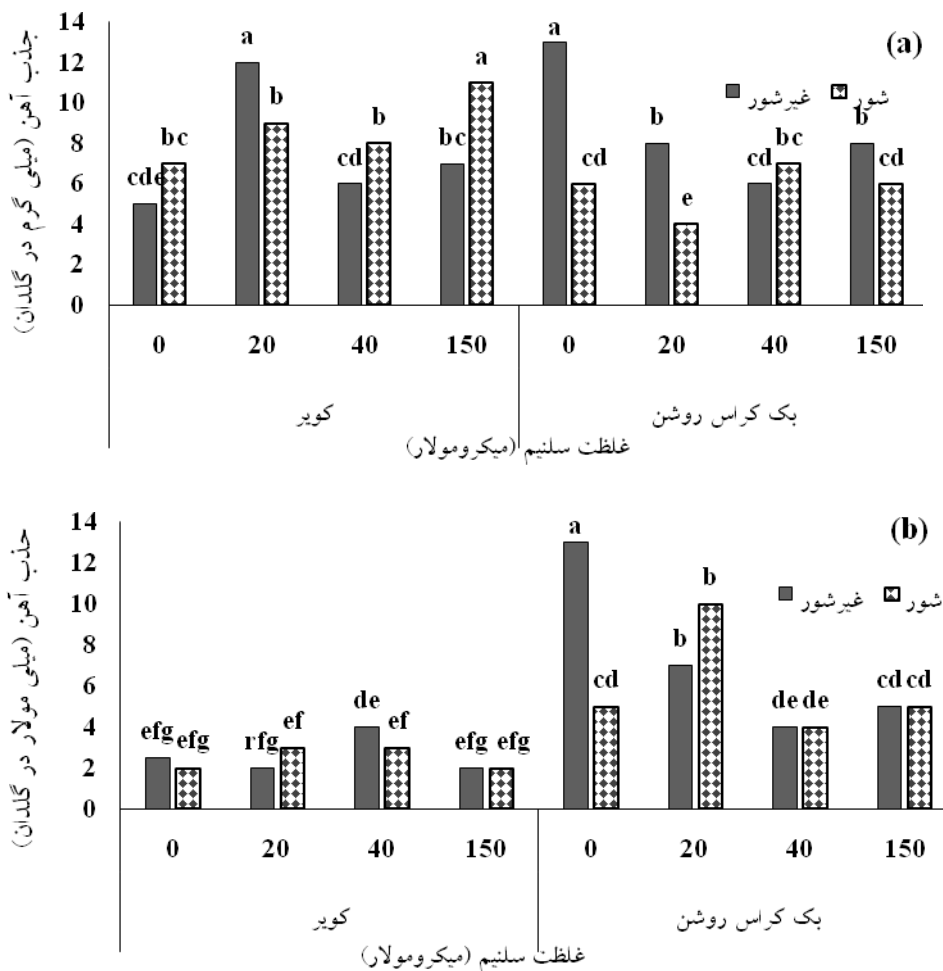 (a)
جذب آهن (میلی گرم در گلدان)
14
12
10
8
6
4
2
0
غیرشور شور
cde bc a b cd b bc a a cd b e cd bc b cd
0 20 40 150 0 20 40 150
کویر بک کراس روشن
غلظت سلنیم (میکرومولار)
(b)
جذب آهن (میلی مولار در گلدان)
14
12
10
8
6
4
2
0
غیرشور شور
efg efg rfg ef de ef efg efg a cd b b de de cd cd
0 20 40 150 0 20 40 150
کویر بک کراس روشن
غلظت سلنیم (میکرومولار)